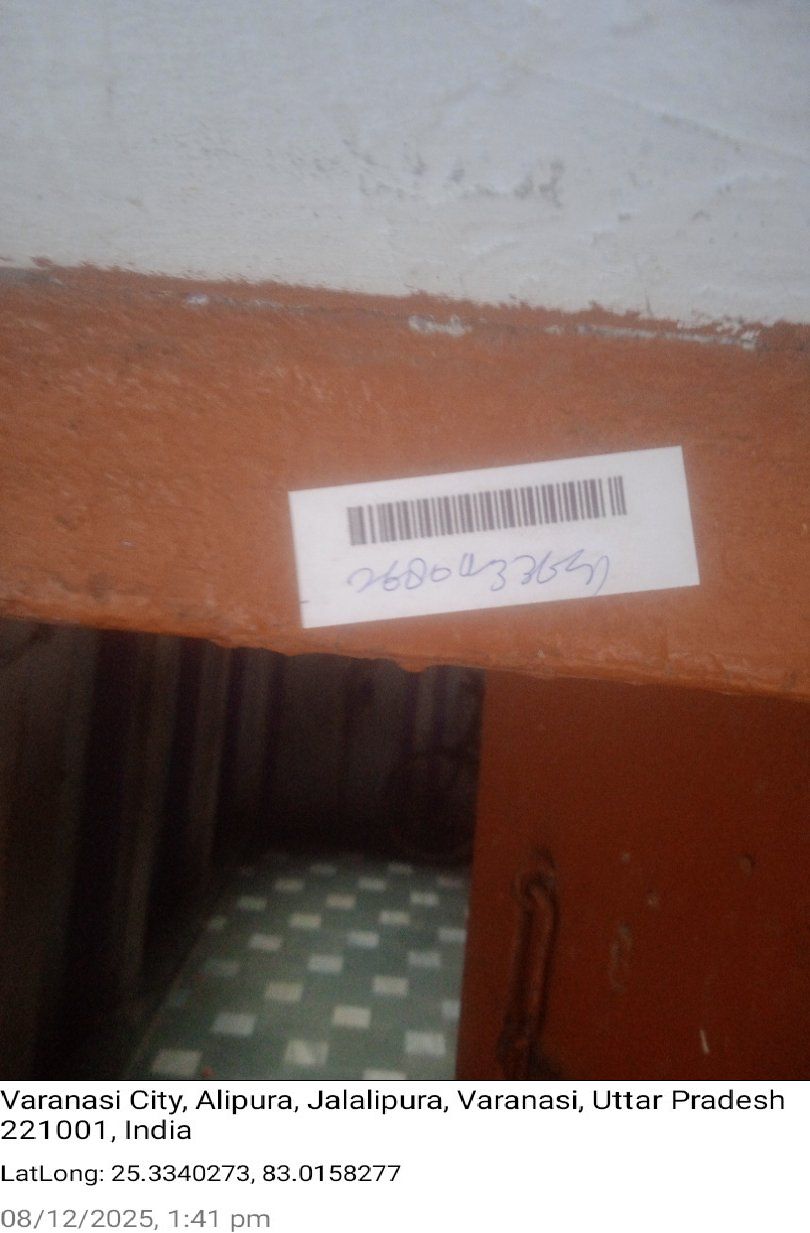 Varanasi City, Alipura, Jalalipura, Varanasi, Uttar Pradesh
221001, India
LatLong: 25.3340273, 83.0158277
08/12/2025, 1:41 pm